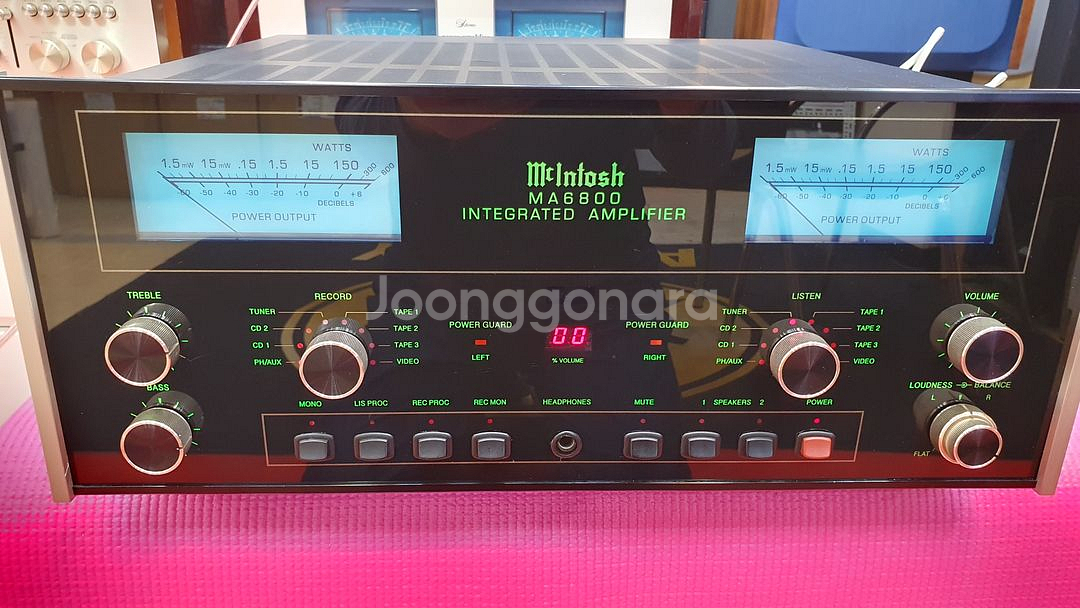 WATTS
1.5mW 15mW .15 1.5 15 150 300 600
-60 -50 -40 -30 -20 -10 0 +6
DECIBELS
POWER OUTPUT
McIntosh
MA6800
INTEGRATED AMPLIFIER
WATTS
1.5mW 15mW .15 1.5 15 150 300 600
-60 -50 -40 -30 -20 -10 0 +6
DECIBELS
POWER OUTPUT
Joonggonara
TREBLE
BASS
RECORD
TUNER
CD 2
CD 1
PH/AUX
TAPE 1
TAPE 2
TAPE 3
VIDEO
POWER GUARD
LEFT
00
% VOLUME
POWER GUARD
RIGHT
LISTEN
TUNER
CD 2
CD 1
PH/AUX
TAPE 1
TAPE 2
TAPE 3
VIDEO
VOLUME
LOUDNESS BALANCE
L F R
FLAT
MONO LIS PROC REC PROC REC MON HEADPHONES MUTE 1 SPEAKERS 2 POWER